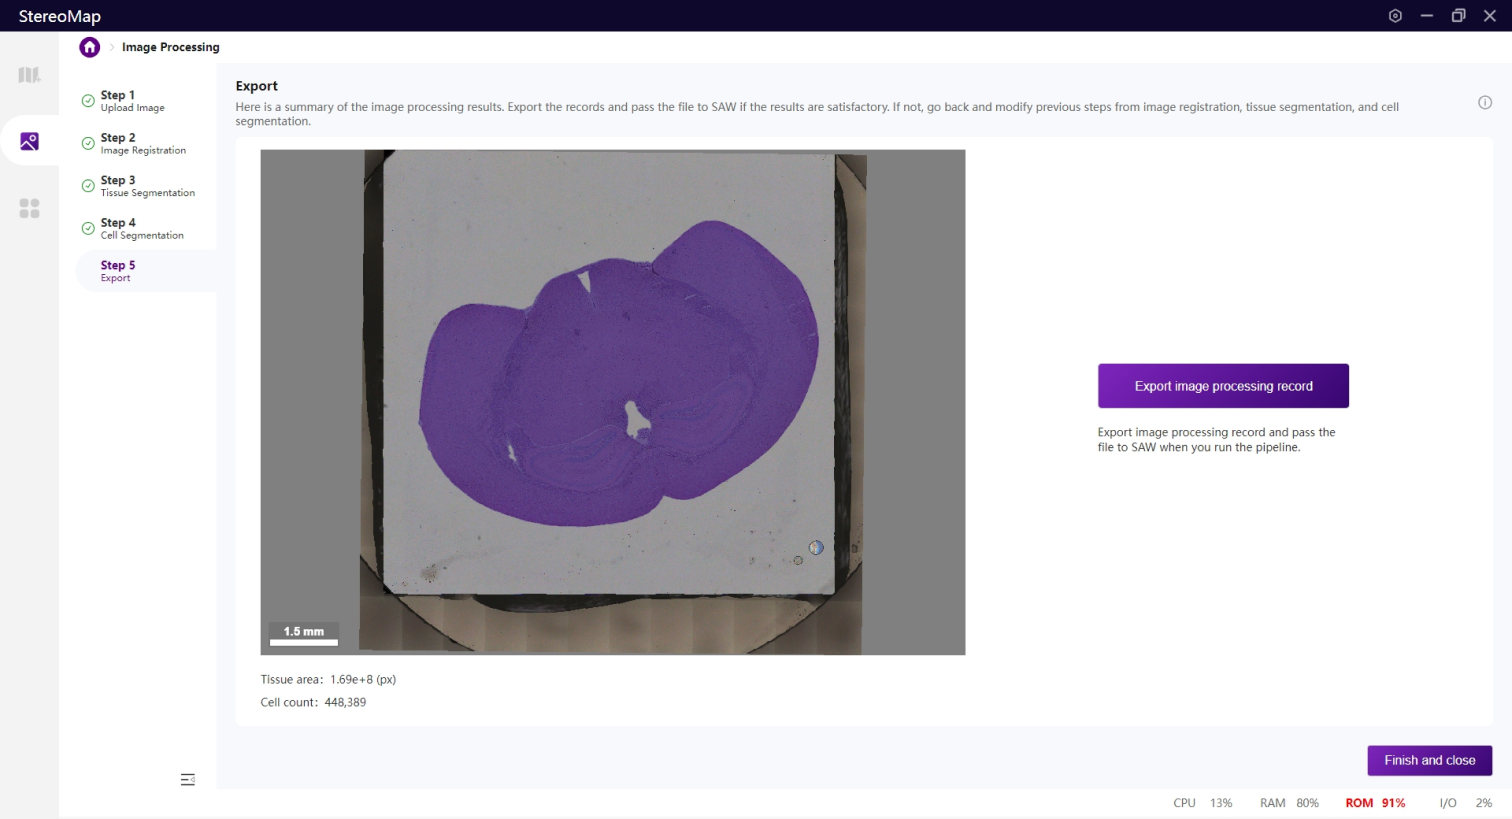 StereoMap
Image Processing
Step 1
Upload Image
Step 2
Image Registration
Step 3
Tissue Segmentation
Step 4
Cell Segmentation
Step 5
Export
Export
Here is a summary of the image processing results. Export the records and pass the file to SAW if the results are satisfactory. If not, go back and modify previous steps from image registration, tissue segmentation, and cell
segmentation.
1.5 mm
Tissue area: 1.69e+8 (px)
Cell count: 448,389
Export image processing record
Export image processing record and pass the
file to SAW when you run the pipeline.
Finish and close
CPU 13% RAM 80% ROM 91% I/O 2%